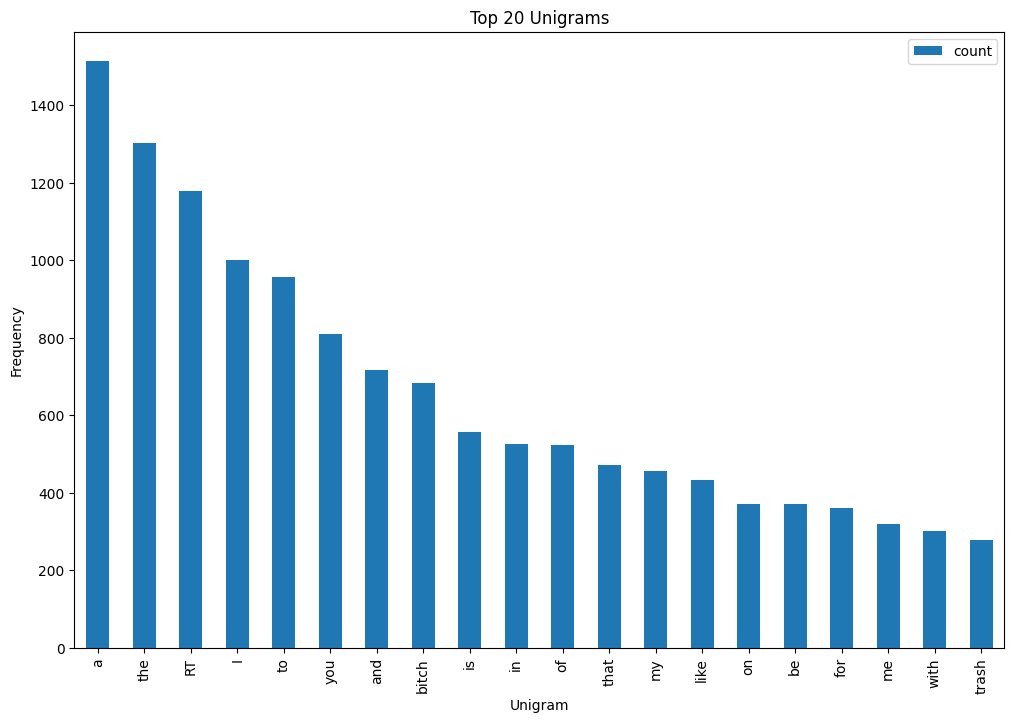 Top 20 Unigrams
count
Frequency
1400
1200
1000
800
600
400
200
0
a
the
RT
I
to
you
and
bitch
is
in
of
that
my
like
on
be
for
me
with
trash
Unigram